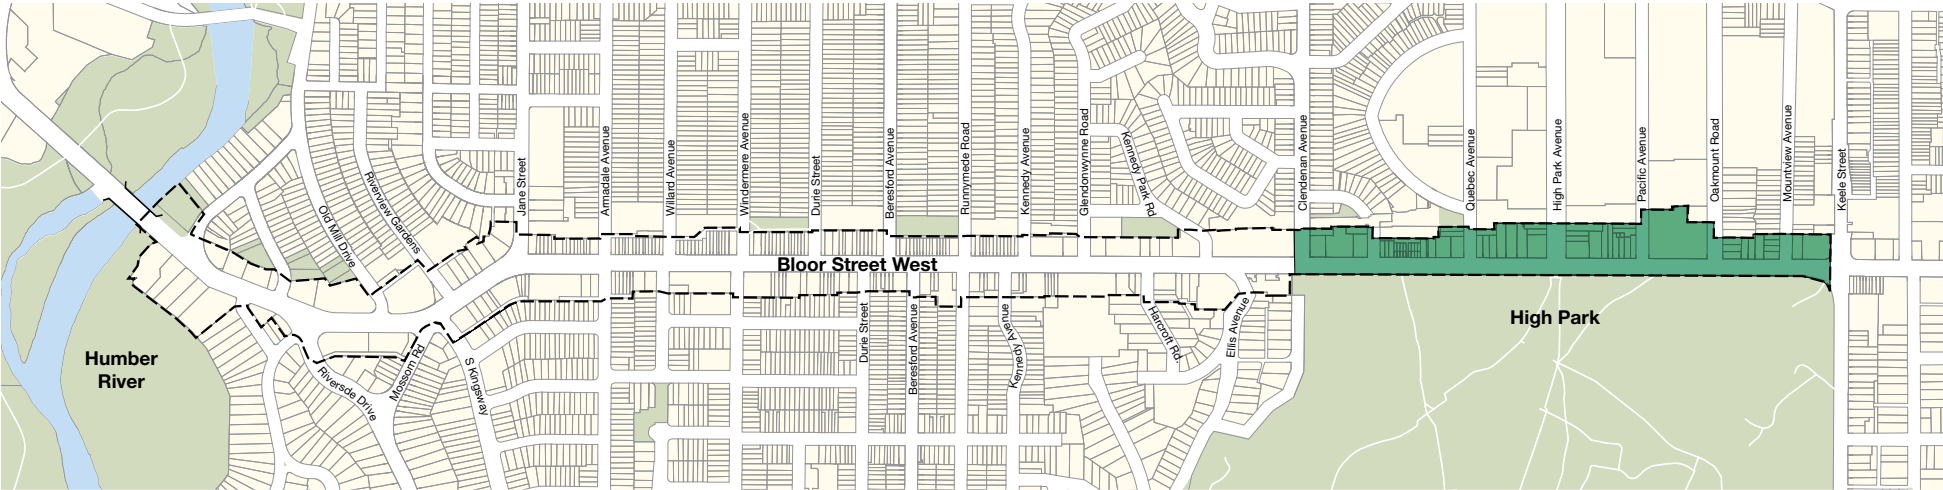 Jane Street
Armadale Avenue
Willard Avenue
Windermere Avenue
Durie Street
Beresford Avenue
Runnymede Road
Kennedy Avenue
Glendonwynne Road
Kennedy Park Rd
Clendenan Avenue
Quebec Avenue
High Park Avenue
Pacific Avenue
Oakmount Road
Mountview Avenue
Keele Street
Riverview Gardens
Old Mill Drive
Bloor Street West
High Park
Humber
River
Riversde Drive
Mossom Rd
S Kingsway
Durie Street
Beresford Avenue
Kennedy Avenue
Harcroft Rd
Ellis Avenue